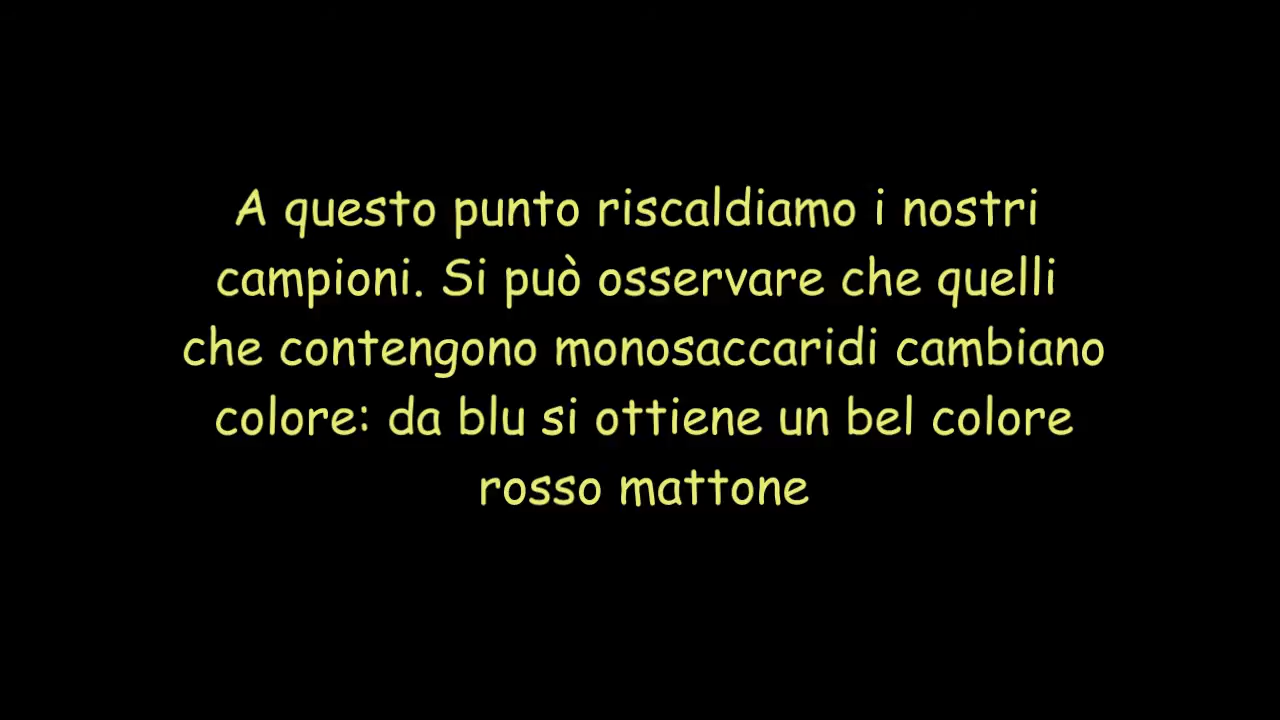 A questo punto riscaldiamo i nostri
campioni. Si può osservare che quelli
che contengono monosaccaridi cambiano
colore: da blu si ottiene un bel colore
rosso mattone